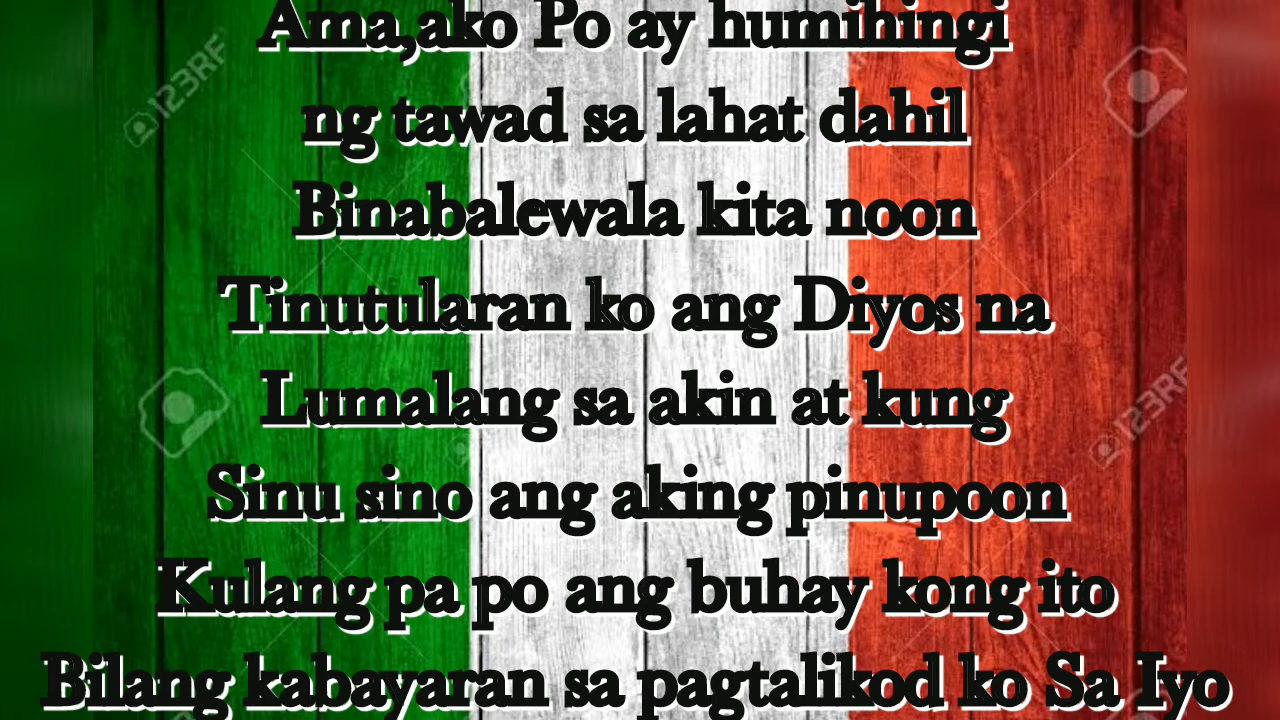 Ama,ako Po ay humihingi
ng tawad sa lahat dahil
Binabalewala kita noon
Tinutularan ko ang Diyos na
Lumalang sa akin at kung
Sinu sino ang aking pinupoon
Kulang pa po ang buhay kong ito
Bilang kabayaran sa pagtalikod ko Sa Iyo
123RF
123RF